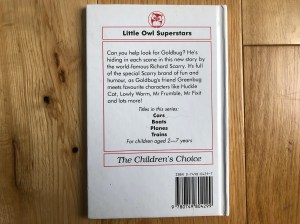 Little Owl Superstars
Can you help look for Goldbug? He's
hiding in each scene in this new story by
the world-famous Richard Scarry. It's full
of the special Scarry brand of fun and
humour, as Goldbug's friend Greenbug
meets favourite characters like Huckle
Cat, Lowly Worm, Mr Frumble, Mr Fixit
and lots more!
Titles in this series
Cars
Boats
Planes
Trains
For children aged 2–7 years
The Children's Choice